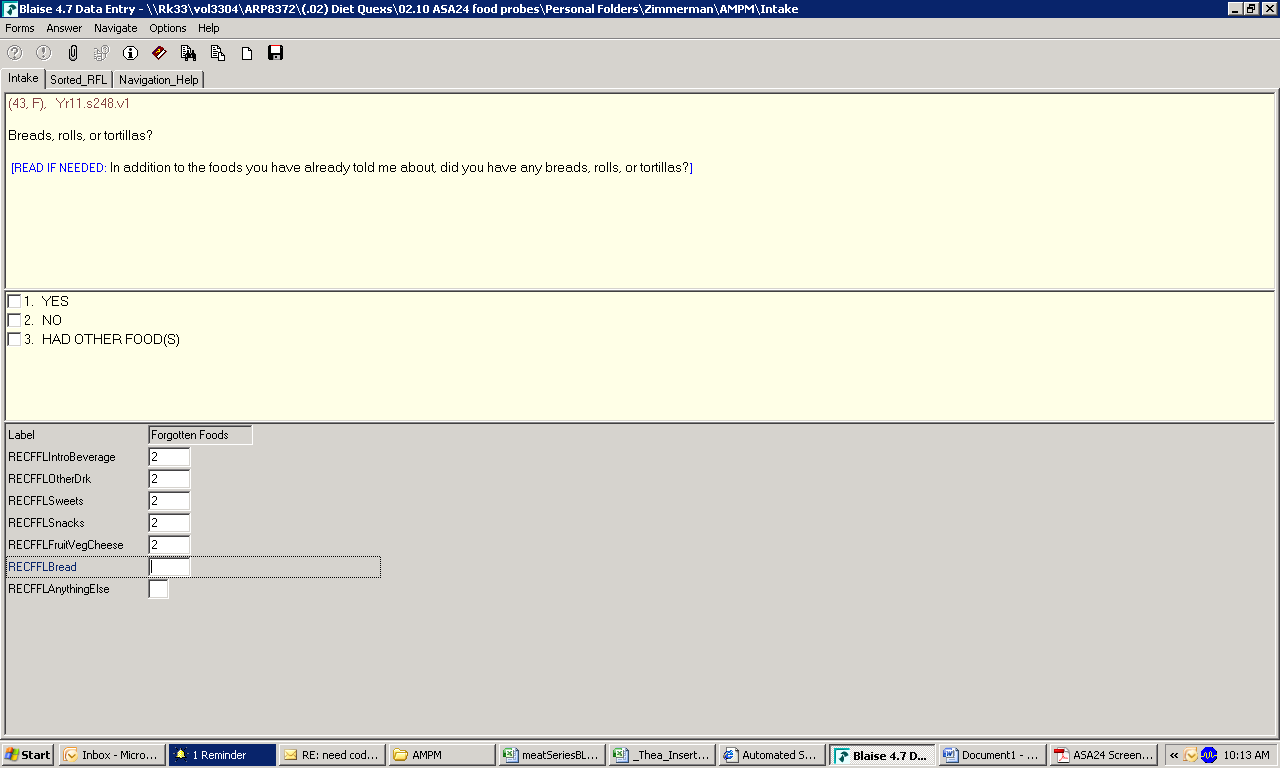 Blaise 4.7 Data Entry - \\Rk33\vol3304\ARP8372\(.02) Diet Quexs\02.10 ASA24 food probes\Personal Folders\Zimmerman\AMPM\Intake
Forms Answer Navigate Options Help
Intake Sorted_RFL Navigation_Help
(43, F), Yr11.s248.v1
Breads, rolls, or tortillas?
[READ IF NEEDED: In addition to the foods you have already told me about, did you have any breads, rolls, or tortillas?]
1. YES
2. NO
3. HAD OTHER FOOD(S)
Label Forgotten Foods
RECFFLIntroBeverage 2
RECFFLOtherDrk 2
RECFFLSweets 2
RECFFLSnacks 2
RECFFLFruitVegCheese 2
RECFFLBread
RECFFLAnythingElse
Start Inbox - Micro... 1 Reminder RE: need cod... AMPM meatSeriesBL... _Thea_Insert... Automated S... Blaise 4.7 D... Document1 - ... ASA24 Screen... « 10:13 AM